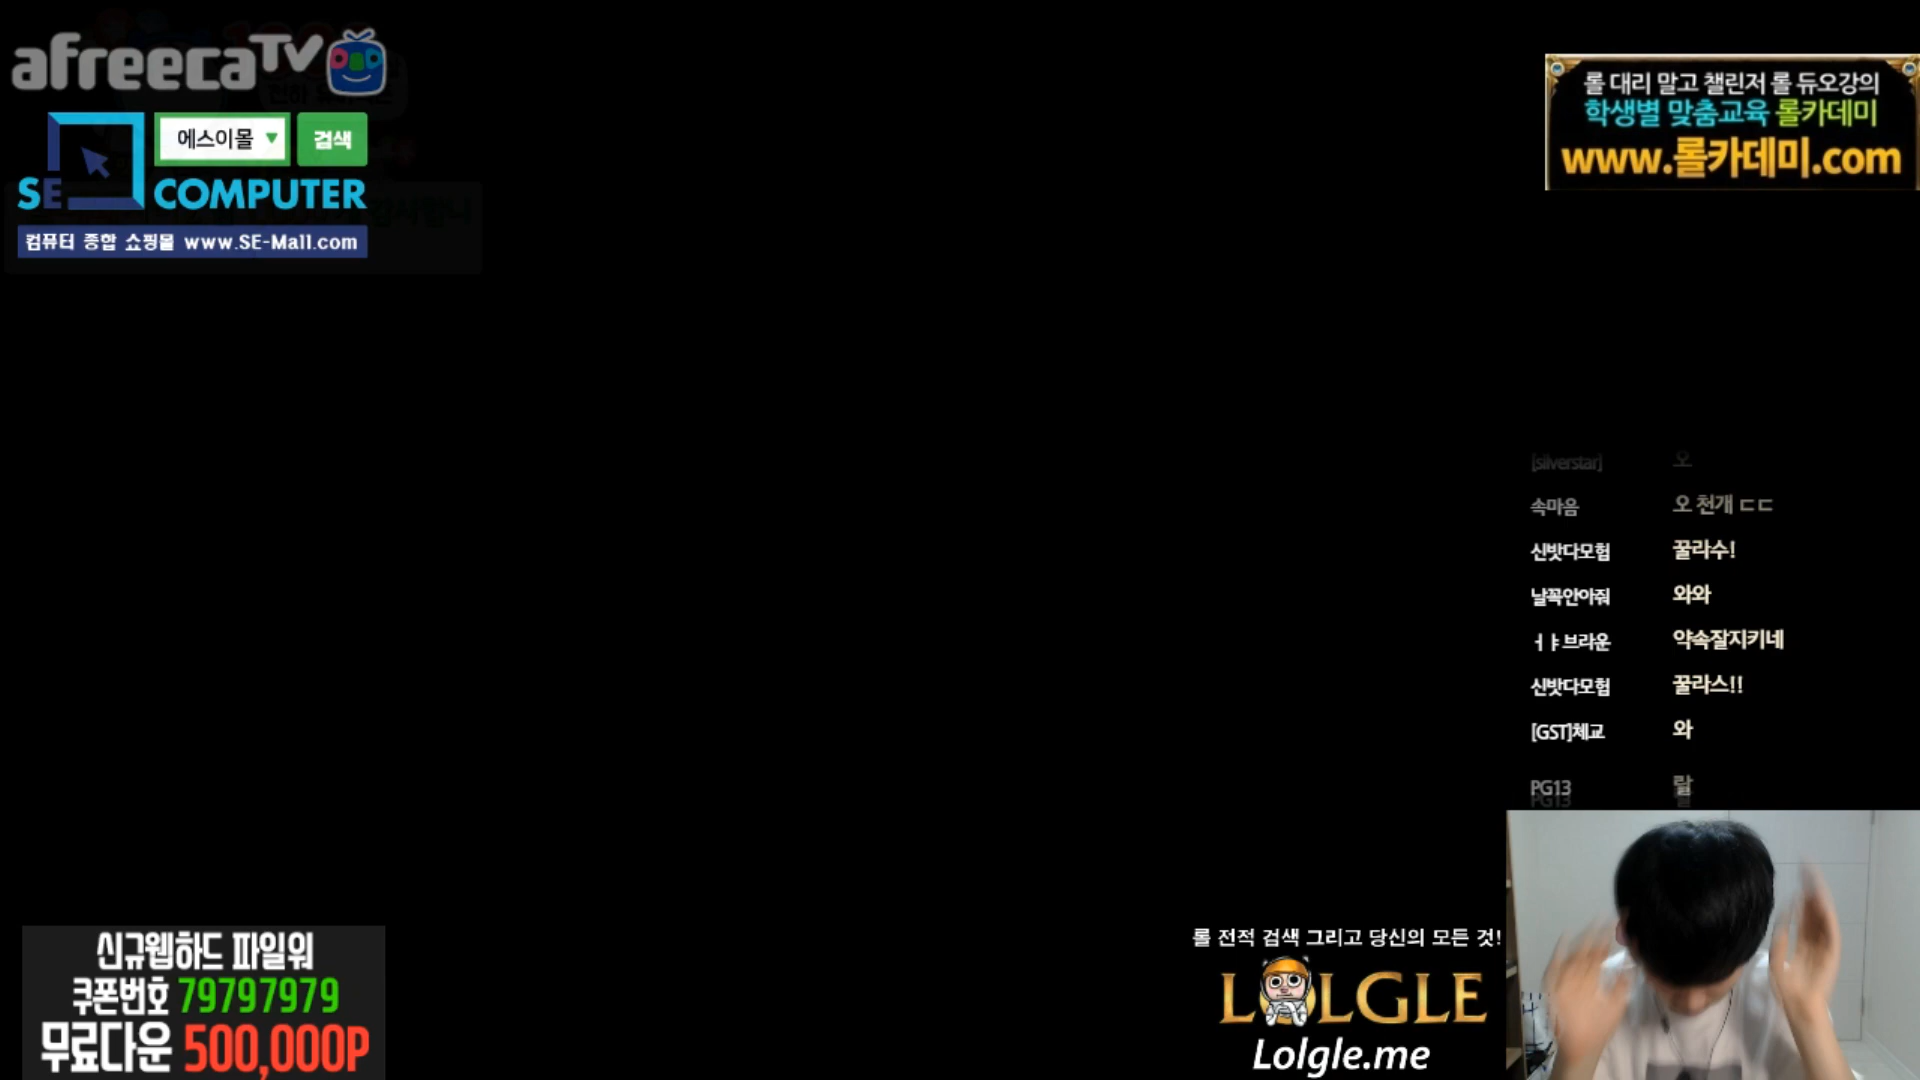 afreecaTV
에스이몰 ▼ 검색
SE COMPUTER
컴퓨터 종합 쇼핑몰 www.SE-Mall.com
롤 대리 말고 챌린저 롤 듀오강의
학생별 맞춤교육 롤카데미
www.롤카데미.com
[silverstar] 오
속마음 오 천개 ㄷㄷ
신밧다모험 꿀라수!
날꼭안아줘 와와
ㅓㅑ브라운 약속잘지키네
신밧다모험 꿀라스!!
[GST]체교 와
PG13 랄
신규웹하드 파일워
쿠폰번호 79797979
무료다운 500,000P
롤 전적 검색 그리고 당신의 모든 것!
LOLGLE
Lolgle.me